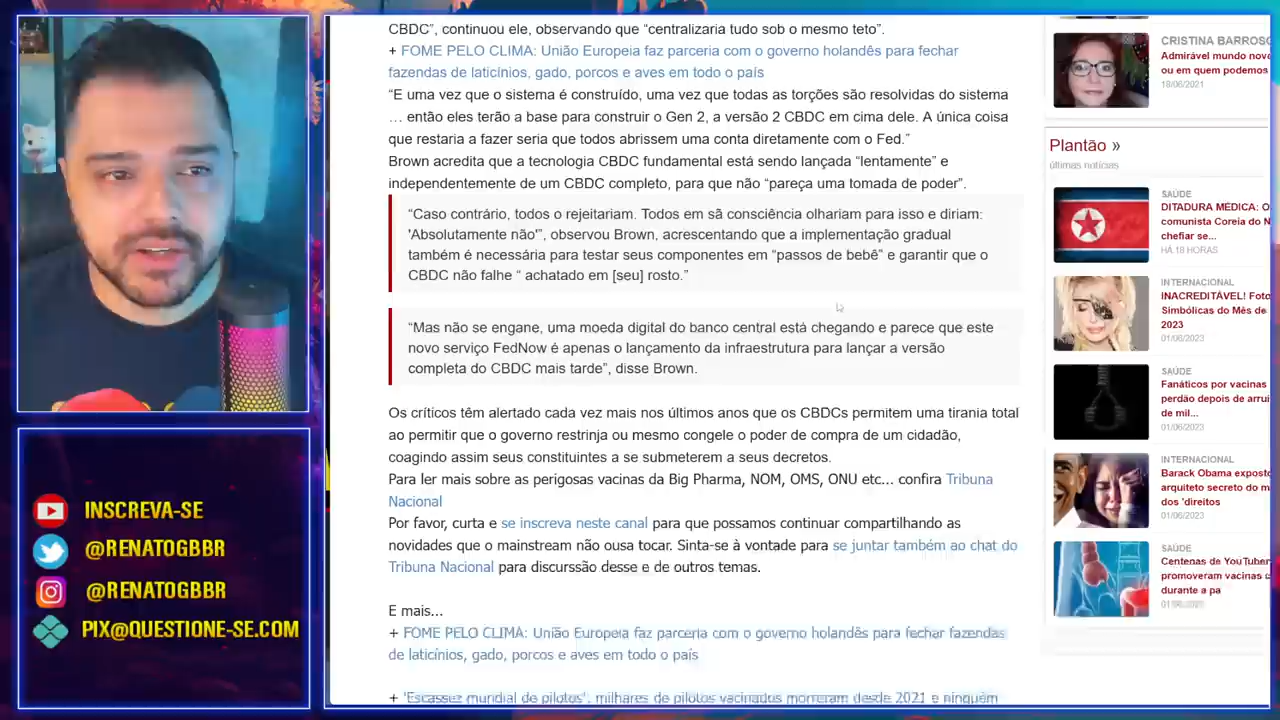 CBDC”, continuou ele, observando que “centralizaria tudo sob o mesmo teto”.
+ FOME PELO CLIMA: União Europeia faz parceria com o governo holandês para fechar
fazendas de laticínios, gado, porcos e aves em todo o país
“E uma vez que o sistema é construído, uma vez que todas as torções são resolvidas do sistema
… então eles terão a base para construir o Gen 2, a versão 2 CBDC em cima dele. A única coisa
que restaria a fazer seria que todos abrissem uma conta diretamente com o Fed.”
Brown acredita que a tecnologia CBDC fundamental está sendo lançada “lentamente” e
independentemente de um CBDC completo, para que não “pareça uma tomada de poder”.
“Caso contrário, todos o rejeitariam. Todos em sã consciência olhariam para isso e diriam:
'Absolutamente não'”, observou Brown, acrescentando que a implementação gradual
também é necessária para testar seus componentes em “passos de bebê” e garantir que o
CBDC não falhe “ achatado em [seu] rosto.”
“Mas não se engane, uma moeda digital do banco central está chegando e parece que este
novo serviço FedNow é apenas o lançamento da infraestrutura para lançar a versão
completa do CBDC mais tarde”, disse Brown.
Os críticos têm alertado cada vez mais nos últimos anos que os CBDCs permitem uma tirania total
ao permitir que o governo restrinja ou mesmo congele o poder de compra de um cidadão,
coagindo assim seus constituintes a se submeterem a seus decretos.
Para ler mais sobre as perigosas vacinas da Big Pharma, NOM, OMS, ONU etc... confira Tribuna
Nacional
Por favor, curta e se inscreva neste canal para que possamos continuar compartilhando as
novidades que o mainstream não ousa tocar. Sinta-se à vontade para se juntar também ao chat do
Tribuna Nacional para discurssão desse e de outros temas.
E mais...
+ FOME PELO CLIMA: União Europeia faz parceria com o governo holandês para fechar fazendas
de laticínios, gado, porcos e aves em todo o país
+ 'Escassez mundial de pilotos', milhares de pilotos vacinados morreram desde 2021 e ninguém
CRISTINA BARROSO
Admirável mundo novo
ou em quem podemos
18/06/2021
Plantão »
últimas notícias
SAÚDE
DITADURA MÉDICA: O
comunista Coreia do N
chefiar se...
HÁ 18 HORAS
INTERNACIONAL
INACREDITÁVEL! Foto
Simbólicas do Mês de
2023
01/06/2023
SAÚDE
Fanáticos por vacinas
perdão depois de arrui
de mil...
01/06/2023
INTERNACIONAL
Barack Obama exposto
arquiteto secreto do m
dos 'direitos
01/06/2023
SAÚDE
Centenas de YouTuber
promoveram vacinas
durante a pa
INSCREVA-SE
@RENATOGBBR
@RENATOGBBR
PIX@QUESTIONE-SE.COM